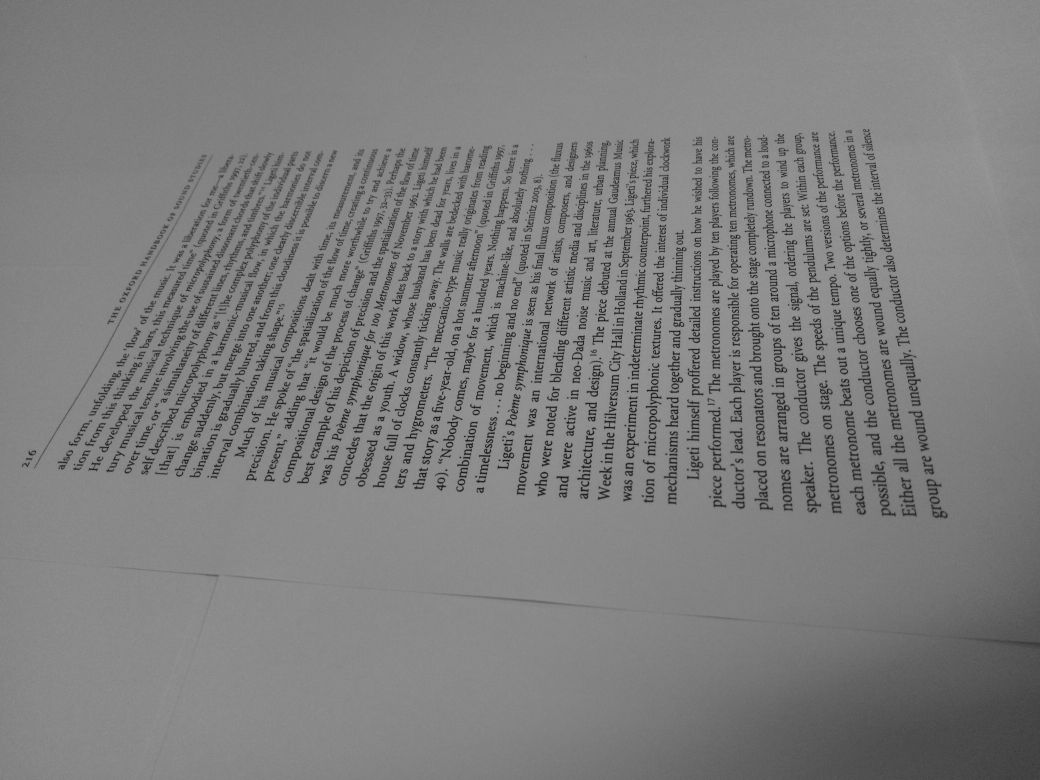 216
THE OXFORD HANDBOOK OF SOUND STUDIES
also form, unfolding, the 'flow' of the music. It was a liberation for me—a libera-
tion from this thinking in bars, this measuring time" (quoted in Griffiths 1997, 22).
He developed the musical technique of micropolyphony, a form of twentieth-cen-
tury musical texture involving the use of sustained dissonant chords that shift slowly
over time, or "a simultaneity of different lines, rhythms, and timbres." Ligeti him-
self described micropolyphony as "[t]he complex polyphony of the individual parts
[that] is embodied in a harmonic-musical flow, in which the harmonies do not
change suddenly, but merge into one another; one clearly discernible interval com-
bination is gradually blurred, and from this cloudiness it is possible to discern a new
interval combination taking shape."15
Much of his musical compositions dealt with time, its measurement, and its
precision. He spoke of "the spatialization of the flow of time, creating a continuous
present," adding that "it would be much more worthwhile to try and achieve a
compositional design of the process of change" (Griffiths 1997, 29–30). Perhaps the
best example of his depiction of precision and the spatialization of the flow of time
was his Poème symphonique for 100 Metronomes of November 1962. Ligeti himself
concedes that the origin of this work dates back to a story with which he had been
obsessed as a youth. A widow, whose husband has been dead for years, lives in a
house full of clocks constantly ticking away. The walls are bedecked with barome-
ters and hygrometers. "The meccanico-type music really originates from reading
that story as a five-year-old, on a hot summer afternoon" (quoted in Griffiths 1997,
40). "Nobody comes, maybe for a hundred years. Nothing happens. So there is a
combination of movement, which is machine-like, and absolutely nothing . . .
a timelessness . . . no beginning and no end" (quoted in Steinitz 2003, 8).
Ligeti's Poème symphonique is seen as his final fluxus composition (the fluxus
movement was an international network of artists, composers, and designers
who were noted for blending different artistic media and disciplines in the 1960s
and were active in neo-Dada noise music and art, literature, urban planning,
architecture, and design).16 The piece debuted at the annual Gaudeamus Music
Week in the Hilversum City Hall in Holland in September 1963. Ligeti's piece, which
was an experiment in indeterminate rhythmic counterpoint, furthered his explora-
tion of micropolyphonic textures. It offered the interest of individual clockwork
mechanisms heard together and gradually thinning out.
Ligeti himself proffered detailed instructions on how he wished to have his
piece performed.17 The metronomes are played by ten players following the con-
ductor's lead. Each player is responsible for operating ten metronomes, which are
placed on resonators and brought onto the stage completely rundown. The metro-
nomes are arranged in groups of ten around a microphone connected to a loud-
speaker. The conductor gives the signal, ordering the players to wind up the
metronomes on stage. The speeds of the pendulums are set: Within each group,
each metronome beats out a unique tempo. Two versions of the performance are
possible, and the conductor chooses one of the options before the performance.
Either all the metronomes are wound equally tightly, or several metronomes in a
group are wound unequally. The conductor also determines the interval of silence